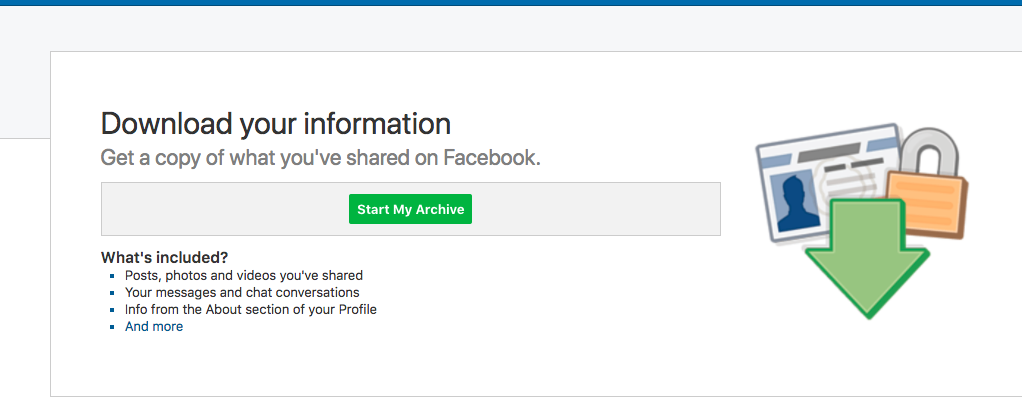 Download your information
Get a copy of what you've shared on Facebook.
Start My Archive
What's included?
Posts, photos and videos you've shared
Your messages and chat conversations
Info from the About section of your Profile
And more